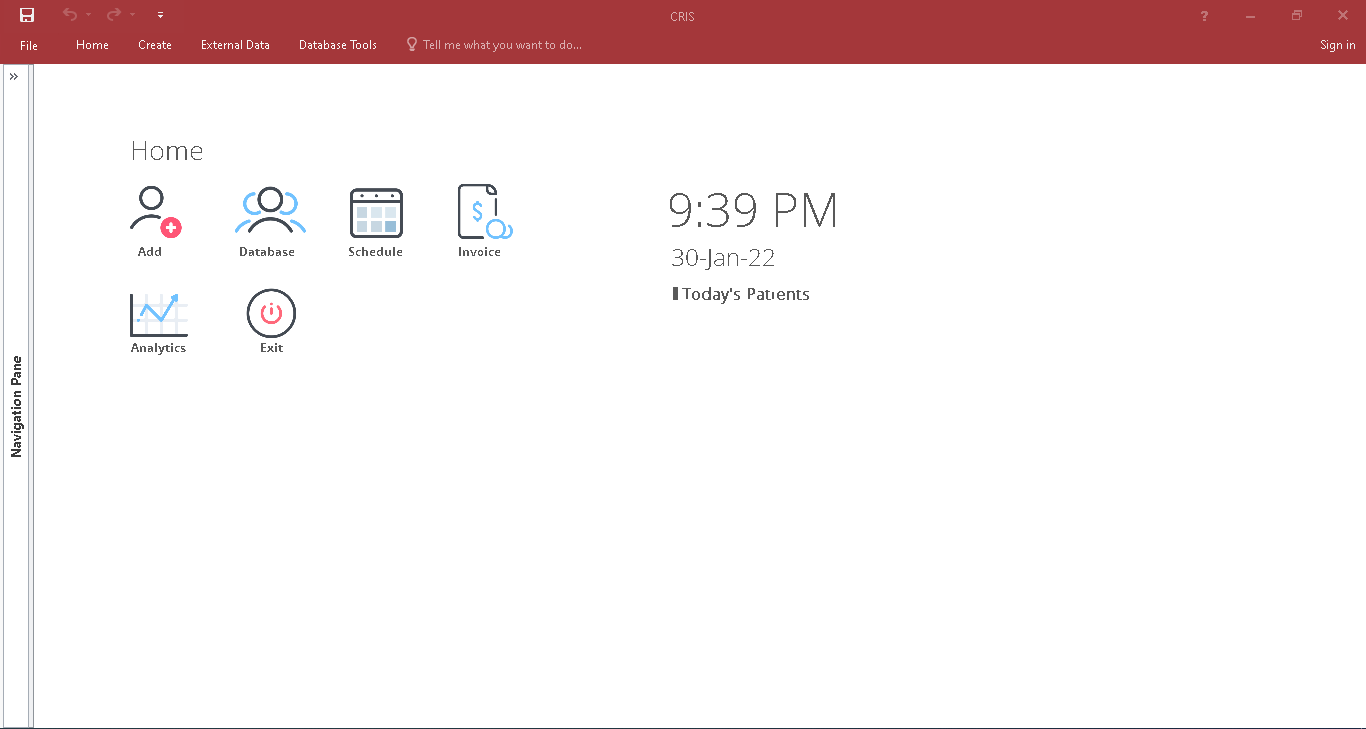 CRIS
?
File Home Create External Data Database Tools Tell me what you want to do... Sign in
»
Navigation Pane
Home
Add Database Schedule Invoice
Analytics Exit
9:39 PM
30-Jan-22
Today's Patients